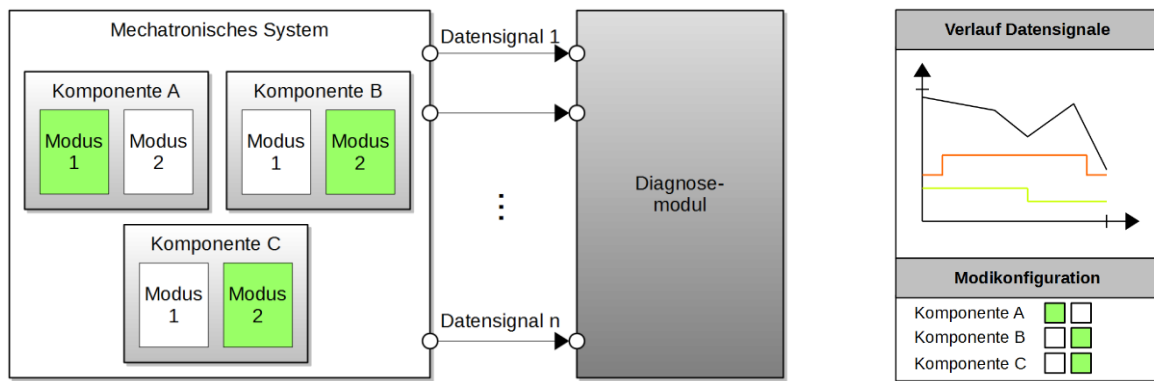 Mechatronisches System
Komponente A
Modus
1
Modus
2
Komponente B
Modus
1
Modus
2
Komponente C
Modus
1
Modus
2
Datensignal 1
...
Datensignal n
Diagnose-
modul
Verlauf Datensignale
Modikonfiguration
Komponente A
Komponente B
Komponente C